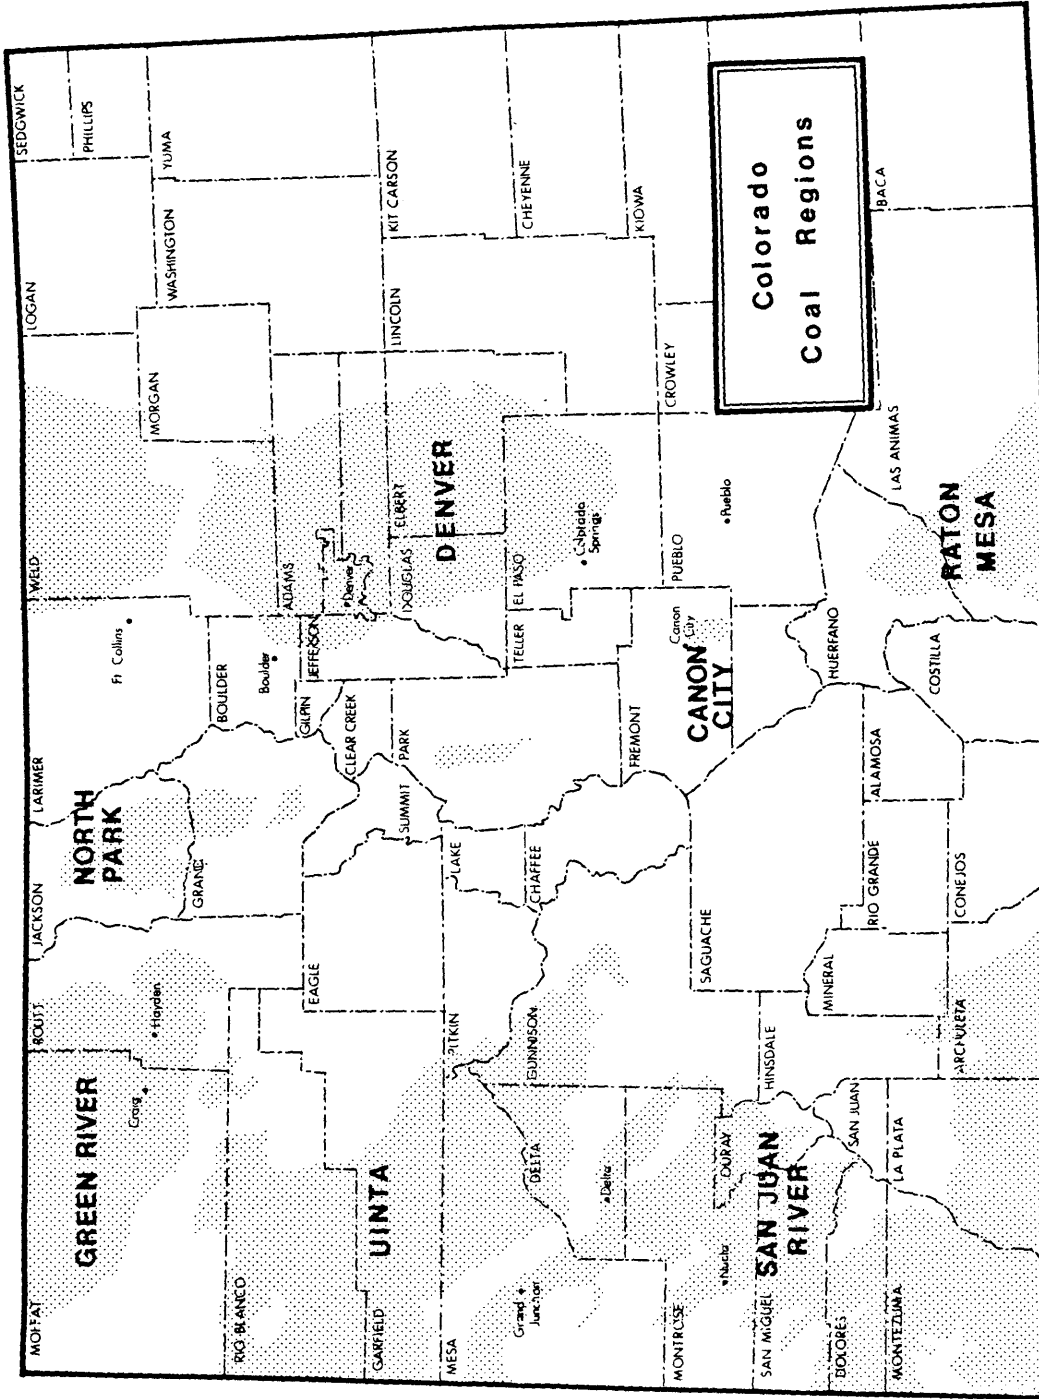 Colorado
Coal Regions
MOFFAT
ROUTT
JACKSON
LARIMER
WELD
LOGAN
SEDGWICK
PHILLIPS
GREEN RIVER
Craig
Hayden
NORTH
PARK
Ft Collins
MORGAN
WASHINGTON
YUMA
RIO BLANCO
GRAND
BOULDER
Boulder
GILPIN
JEFFERSON
ADAMS
Denver
CLEAR CREEK
EAGLE
SUMMIT
PARK
DOUGLAS
ELBERT
DENVER
LINCOLN
KIT CARSON
GARFIELD
UINTA
MESA
PITKIN
LAKE
CHAFFEE
TELLER
EL PASO
Colorado
Springs
CHEYENNE
Grand
Junction
DELTA
Delta
GUNNISON
FREMONT
Canon
City
CANON
CITY
PUEBLO
Pueblo
CROWLEY
KIOWA
MONTROSE
Nucla
OURAY
SAGUACHE
SAN MIGUEL
SAN JUAN
RIVER
HINSDALE
MINERAL
RIO GRANDE
ALAMOSA
HUERFANO
LAS ANIMAS
BACA
DOLORES
SAN JUAN
MONTEZUMA
LA PLATA
ARCHULETA
CONEJOS
COSTILLA
RATON
MESA